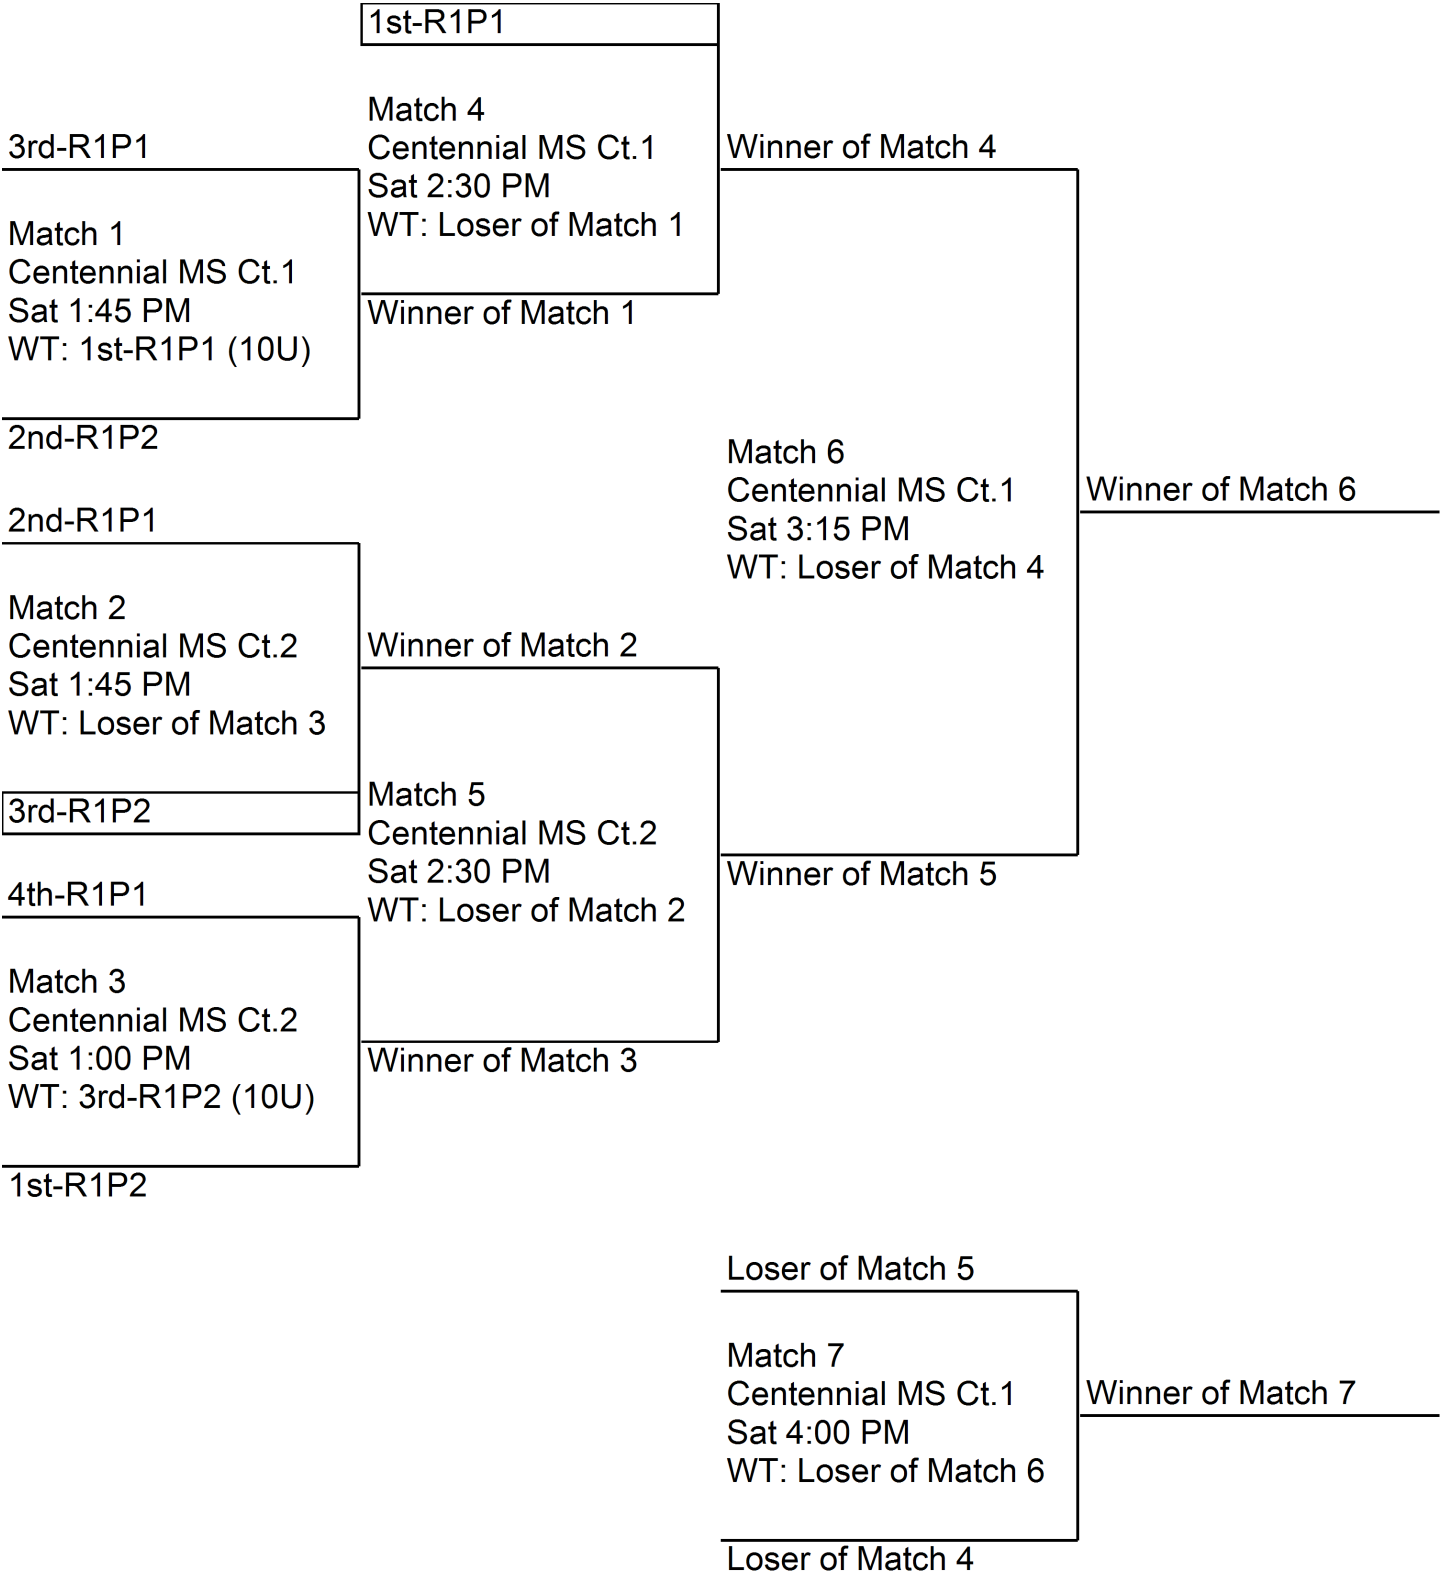 1st-R1P1
Match 4
Centennial MS Ct.1
Sat 2:30 PM
WT: Loser of Match 1
Winner of Match 1
3rd-R1P1
Match 1
Centennial MS Ct.1
Sat 1:45 PM
WT: 1st-R1P1 (10U)
2nd-R1P2
2nd-R1P1
Match 2
Centennial MS Ct.2
Sat 1:45 PM
WT: Loser of Match 3
3rd-R1P2
4th-R1P1
Match 3
Centennial MS Ct.2
Sat 1:00 PM
WT: 3rd-R1P2 (10U)
1st-R1P2
Winner of Match 2
Match 5
Centennial MS Ct.2
Sat 2:30 PM
WT: Loser of Match 2
Winner of Match 3
Winner of Match 4
Match 6
Centennial MS Ct.1
Sat 3:15 PM
WT: Loser of Match 4
Winner of Match 5
Winner of Match 6
Loser of Match 5
Match 7
Centennial MS Ct.1
Sat 4:00 PM
WT: Loser of Match 6
Loser of Match 4
Winner of Match 7